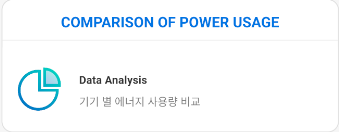 COMPARISON OF POWER USAGE
Data Analysis
기기 별 에너지 사용량 비교